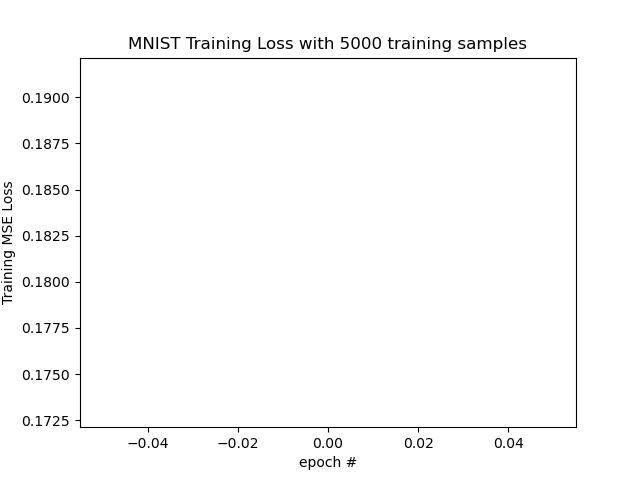 MNIST Training Loss with 5000 training samples
0.1900
0.1875
0.1850
0.1825
0.1800
0.1775
0.1750
0.1725
Training MSE Loss
−0.04 −0.02 0.00 0.02 0.04
epoch #